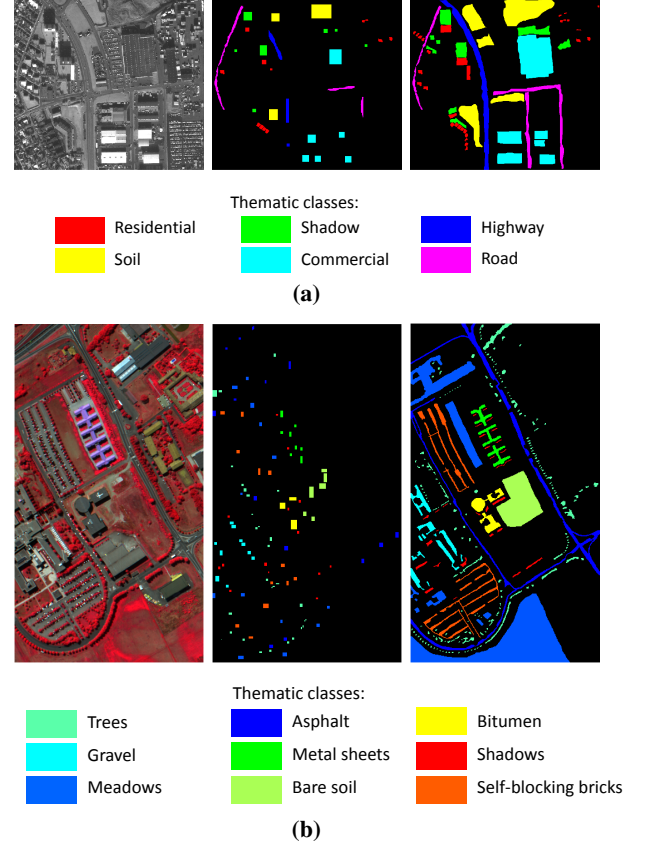 Thematic classes:
Residential Shadow Highway
Soil Commercial Road
(a)
Thematic classes:
Trees Asphalt Bitumen
Gravel Metal sheets Shadows
Meadows Bare soil Self-blocking bricks
(b)